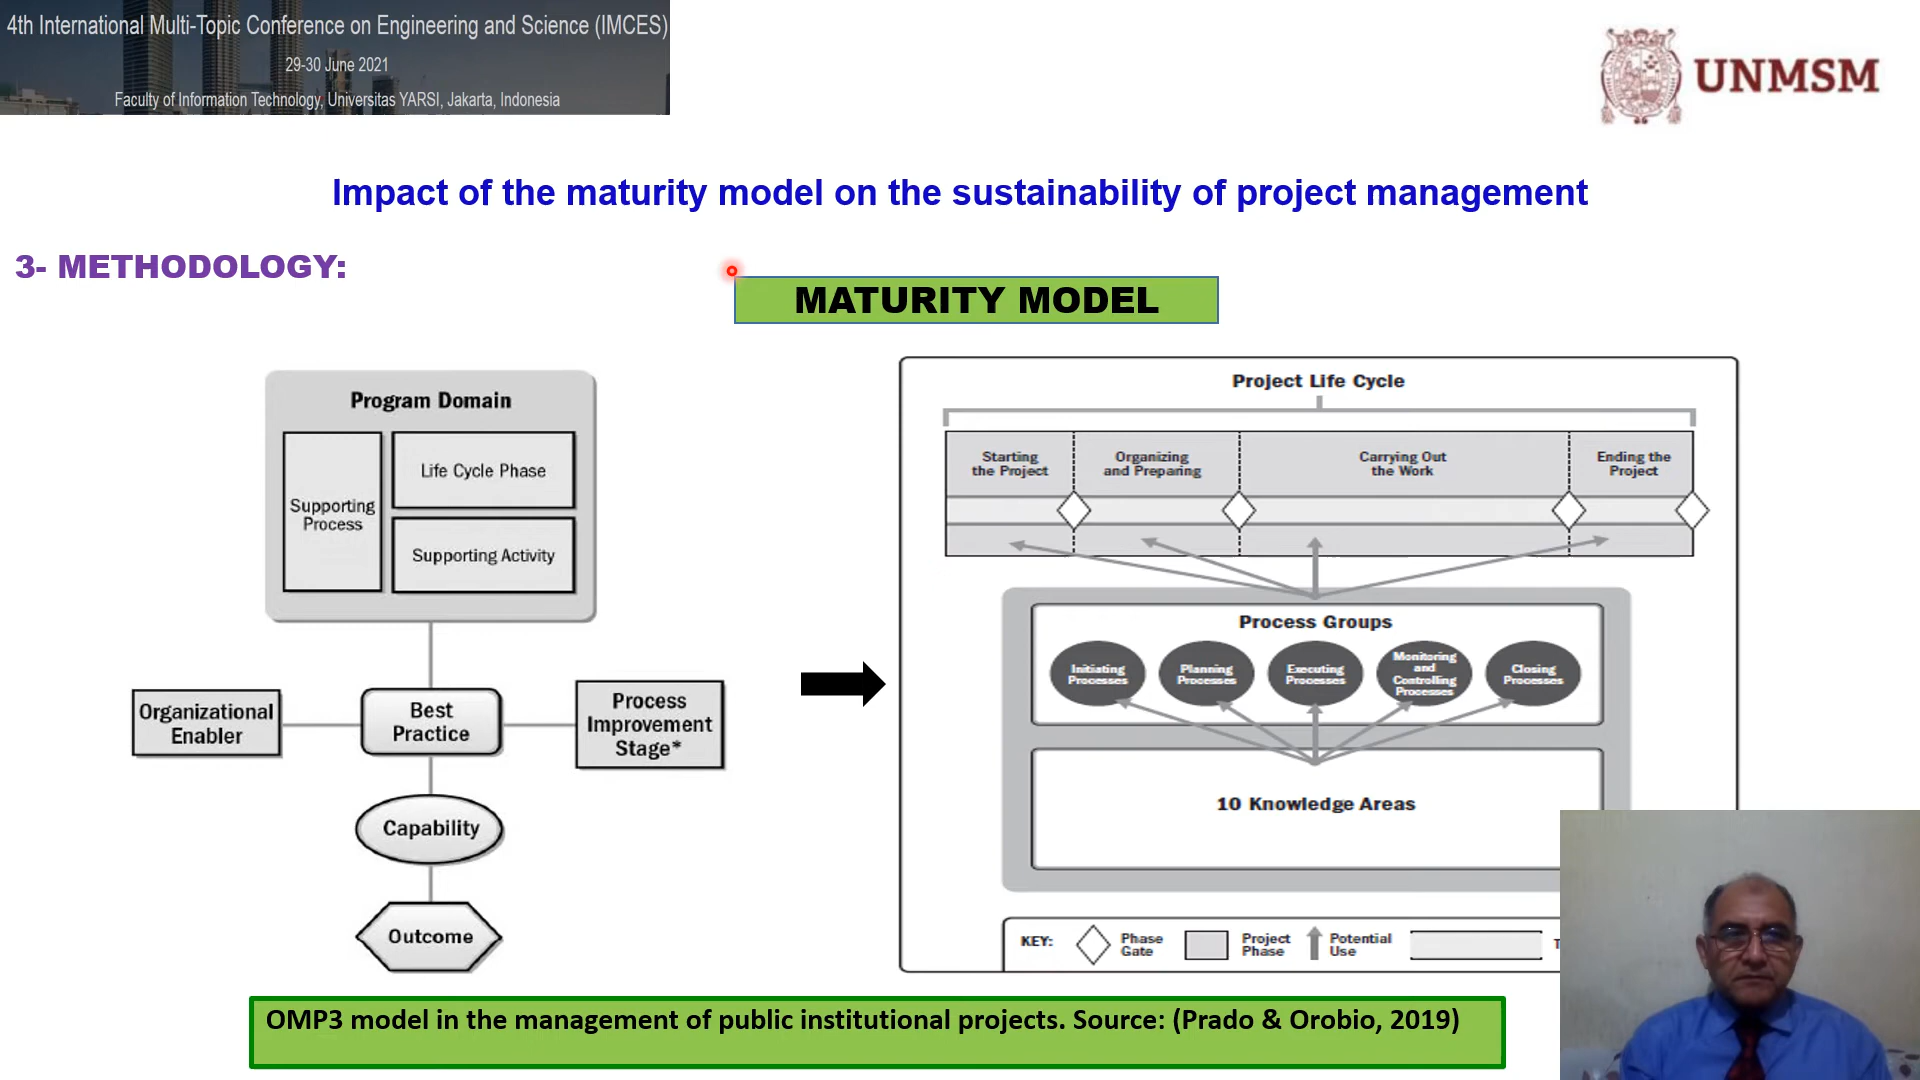 4th International Multi-Topic Conference on Engineering and Science (IMCES)
29-30 June 2021
Faculty of Information Technology, Universitas YARSI, Jakarta, Indonesia
UNMSM
Impact of the maturity model on the sustainability of project management
3- METHODOLOGY:
MATURITY MODEL
Program Domain
Supporting
Process
Life Cycle Phase
Supporting Activity
Organizational
Enabler
Best
Practice
Process
Improvement
Stage*
Capability
Outcome
Project Life Cycle
Starting
the Project
Organizing
and Preparing
Carrying Out
the Work
Ending the
Project
Process Groups
Initiating
Processes
Planning
Processes
Executing
Processes
Monitoring
and
Controlling
Processes
Closing
Processes
10 Knowledge Areas
KEY:
Phase
Gate
Project
Phase
Potential
Use
OMP3 model in the management of public institutional projects. Source: (Prado & Orobio, 2019)